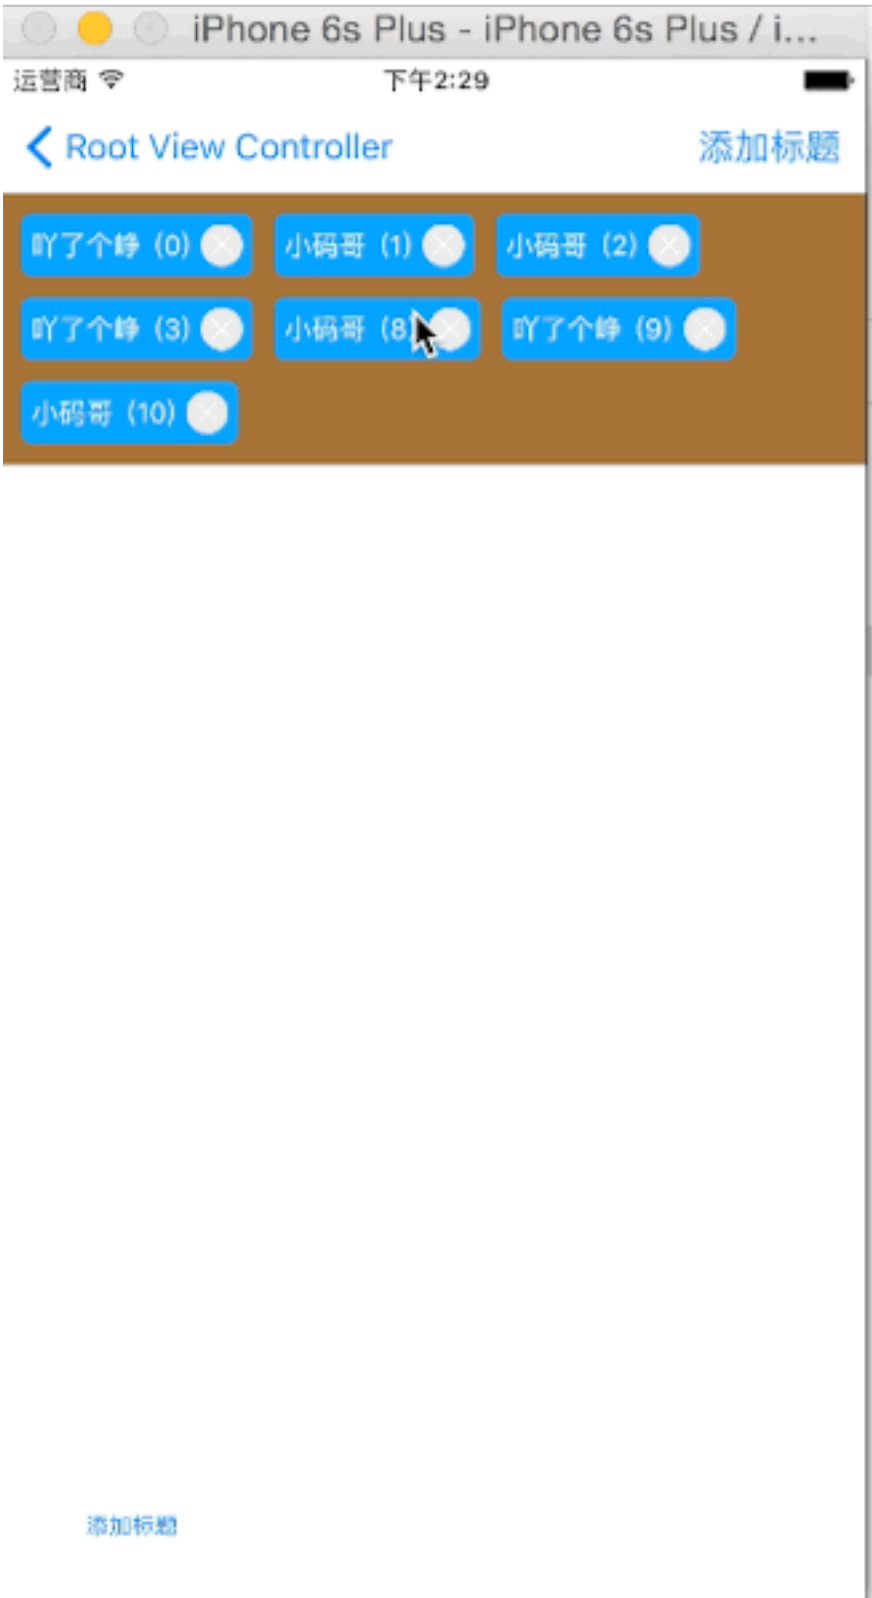 iPhone 6s Plus - iPhone 6s Plus / i...
运营商 下午2:29
Root View Controller 添加标题
吖了个峥 (0) 小码哥 (1) 小码哥 (2)
吖了个峥 (3) 小码哥 (8) 吖了个峥 (9)
小码哥 (10)
添加标题